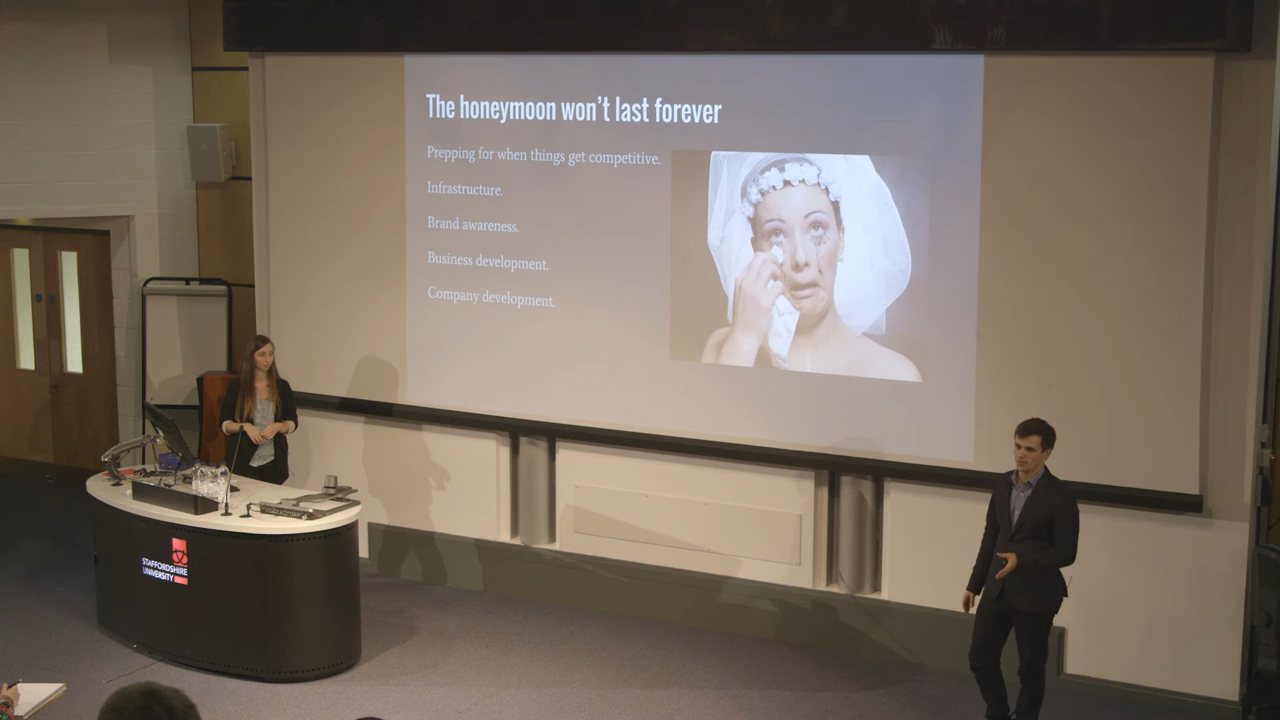 The honeymoon won't last forever
Prepping for when things get competitive.
Infrastructure.
Brand awareness.
Business development.
Company development.
STAFFORDSHIRE
UNIVERSITY